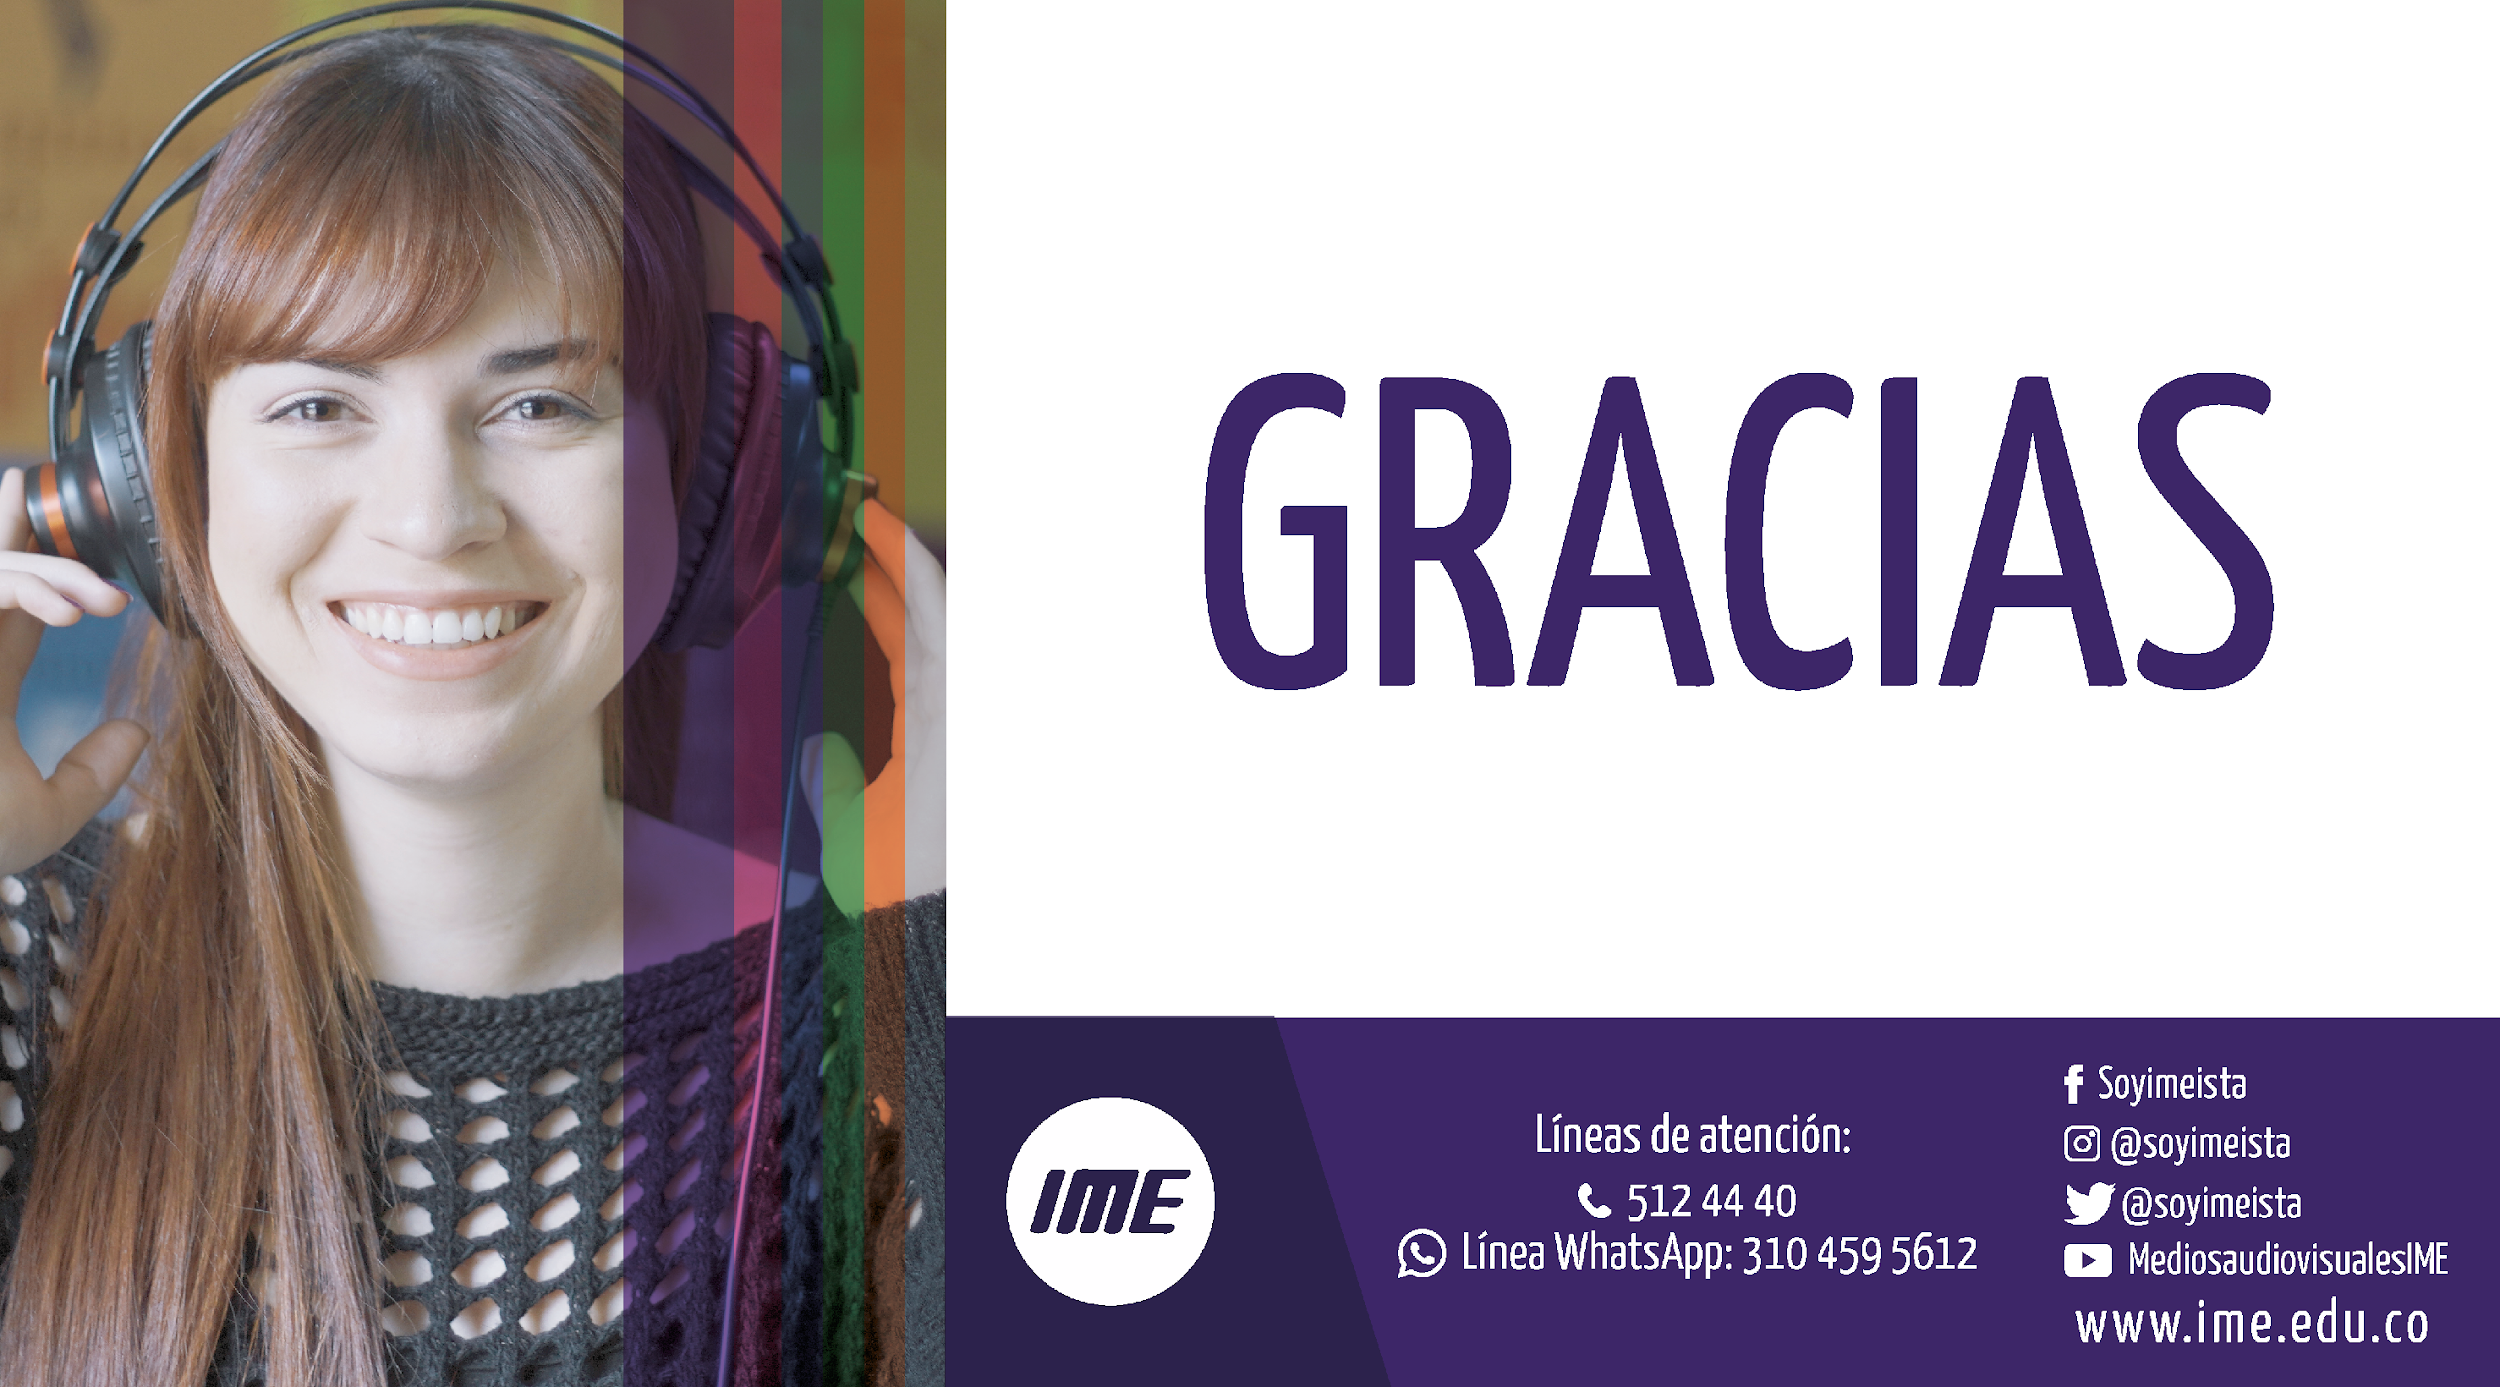 GRACIAS
IME
Líneas de atención:
512 44 40
Línea WhatsApp: 310 459 5612
Soyimeista
@soyimeista
@soyimeista
MediosaudiovisualesIME
www.ime.edu.co